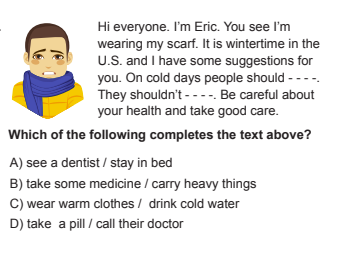 Hi everyone. I'm Eric. You see I'm
wearing my scarf. It is wintertime in the
U.S. and I have some suggestions for
you. On cold days people should - - - -.
They shouldn't - - - -. Be careful about
your health and take good care.
Which of the following completes the text above?
A) see a dentist / stay in bed
B) take some medicine / carry heavy things
C) wear warm clothes / drink cold water
D) take a pill / call their doctor